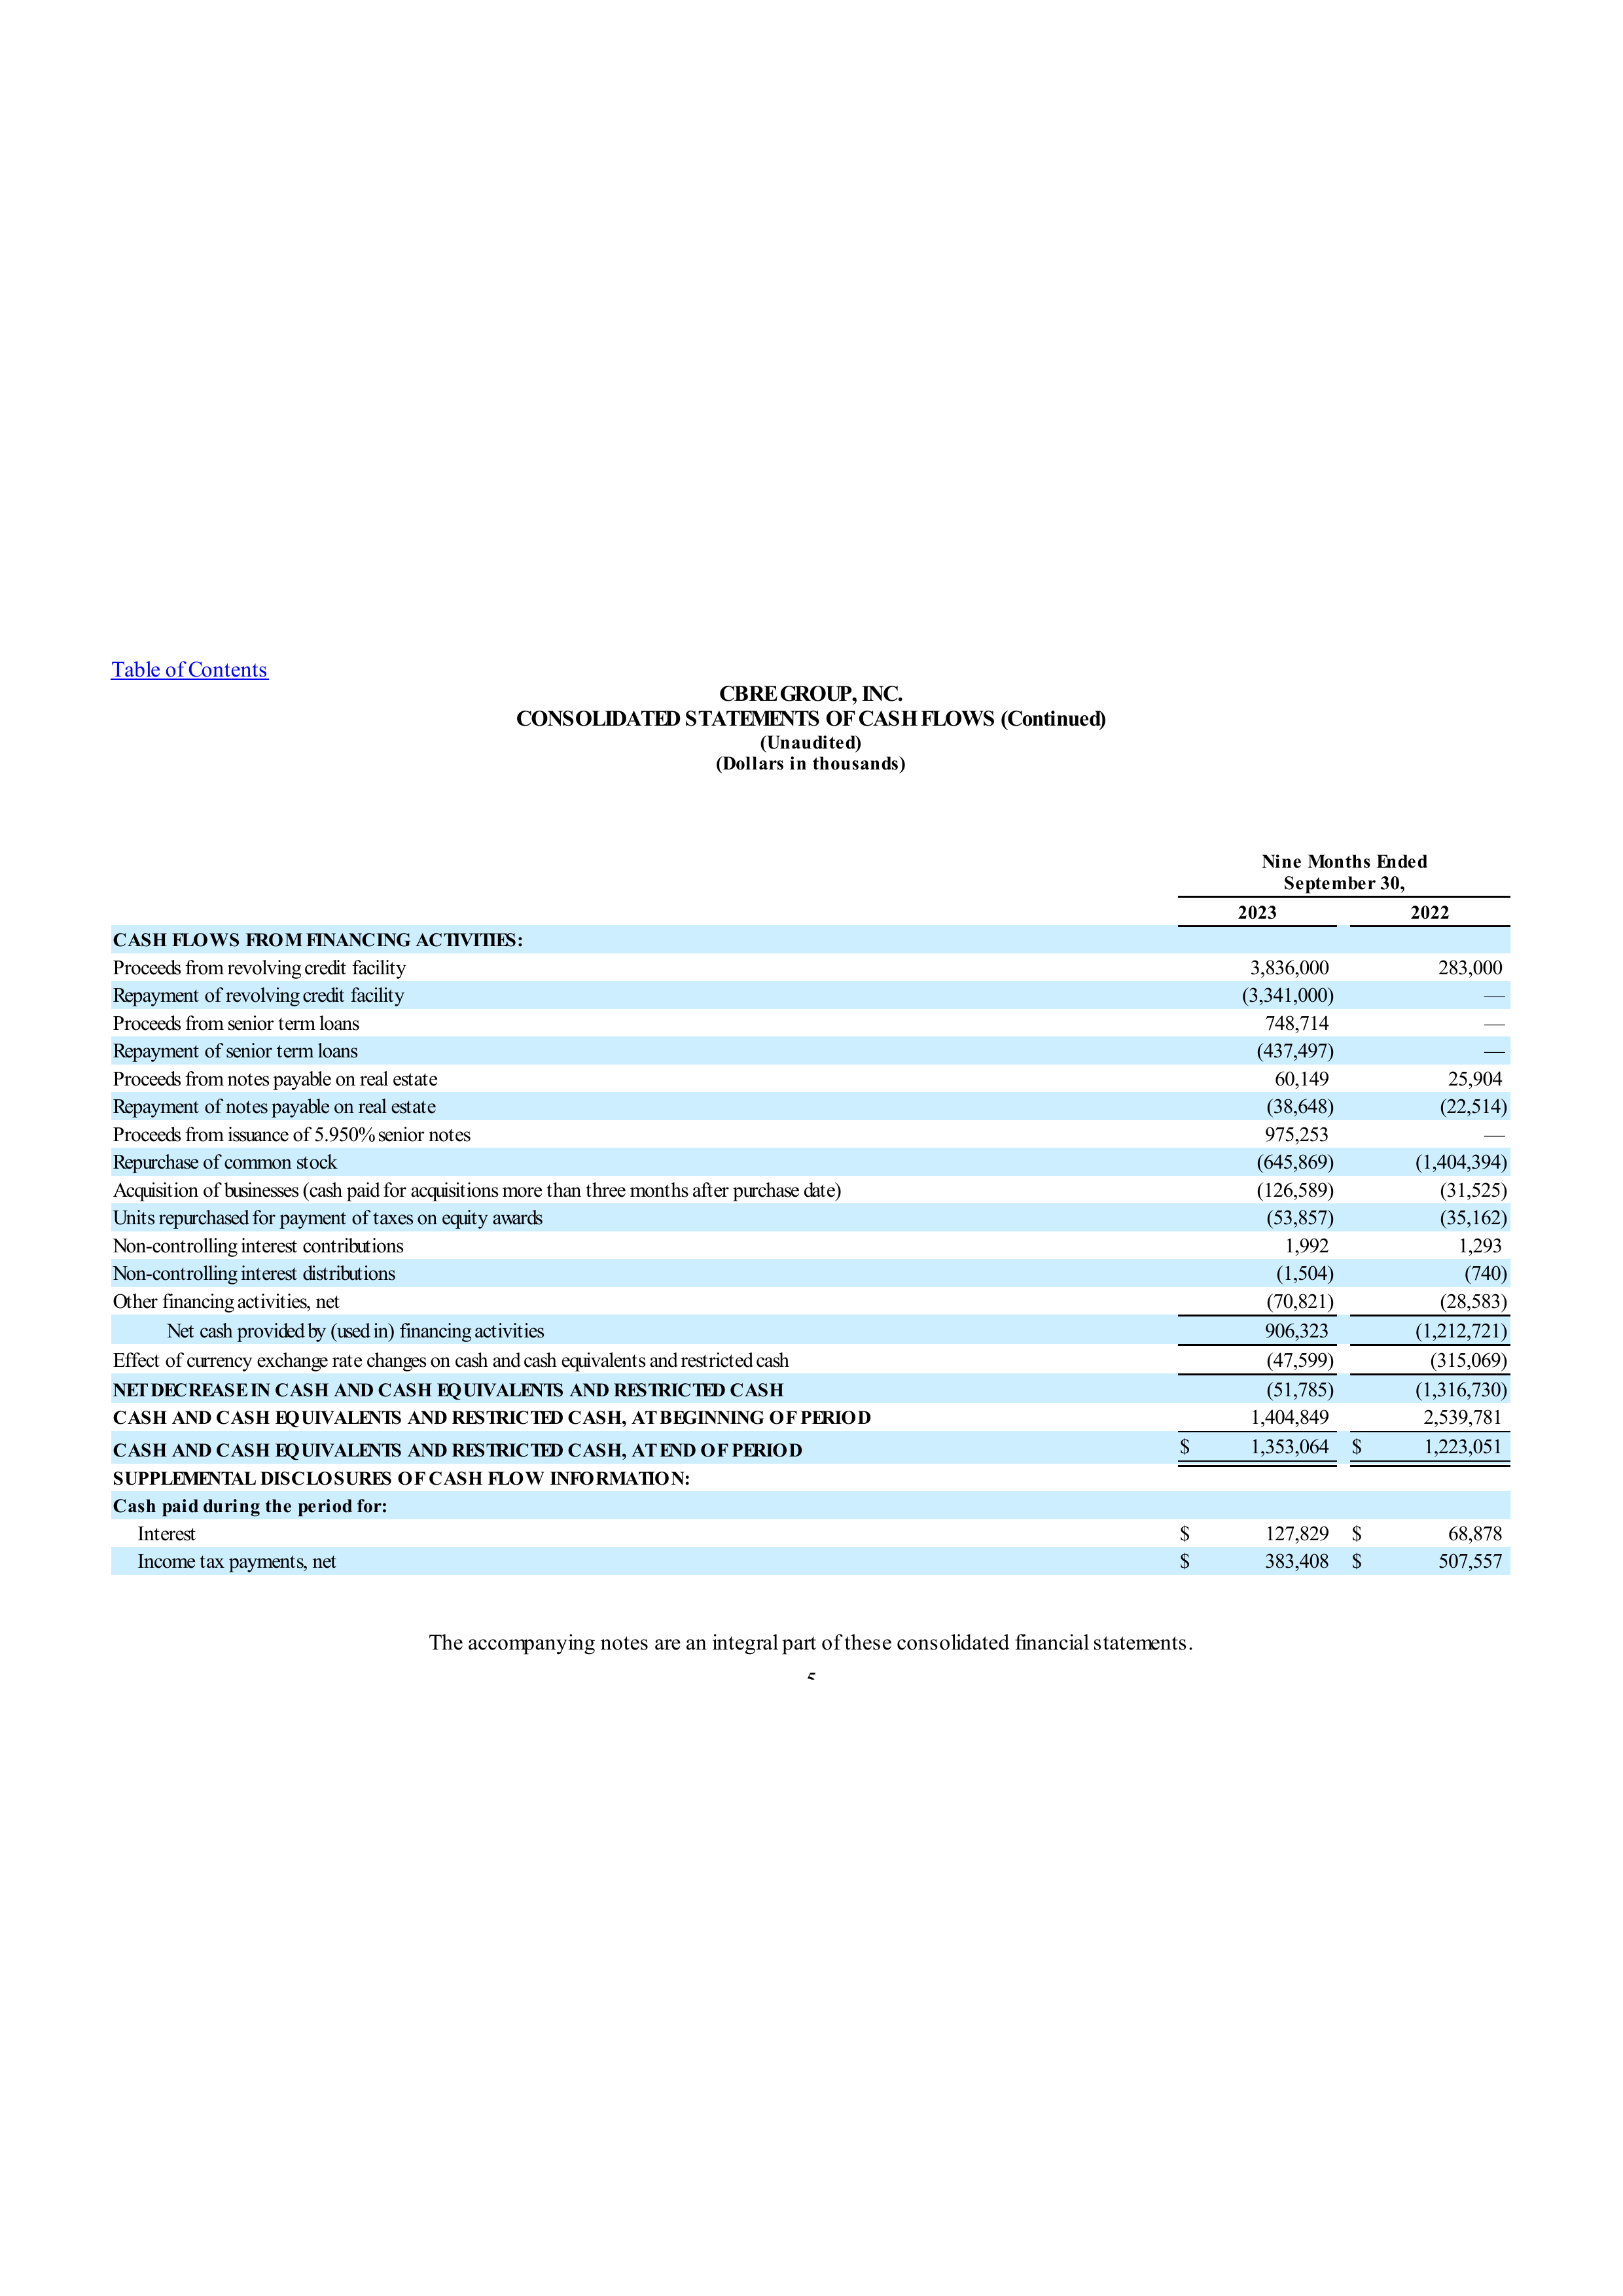 Table of Contents
CBRE GROUP, INC.
CONSOLIDATED STATEMENTS OF CASH FLOWS (Continued)
(Unaudited)
(Dollars in thousands)
Nine Months Ended
September 30,
2023 2022
CASH FLOWS FROM FINANCING ACTIVITIES:
Proceeds from revolving credit facility 3,836,000 283,000
Repayment of revolving credit facility (3,341,000) —
Proceeds from senior term loans 748,714 —
Repayment of senior term loans (437,497) —
Proceeds from notes payable on real estate 60,149 25,904
Repayment of notes payable on real estate (38,648) (22,514)
Proceeds from issuance of 5.950% senior notes 975,253 —
Repurchase of common stock (645,869) (1,404,394)
Acquisition of businesses (cash paid for acquisitions more than three months after purchase date) (126,589) (31,525)
Units repurchased for payment of taxes on equity awards (53,857) (35,162)
Non-controlling interest contributions 1,992 1,293
Non-controlling interest distributions (1,504) (740)
Other financing activities, net (70,821) (28,583)
Net cash provided by (used in) financing activities 906,323 (1,212,721)
Effect of currency exchange rate changes on cash and cash equivalents and restricted cash (47,599) (315,069)
NET DECREASE IN CASH AND CASH EQUIVALENTS AND RESTRICTED CASH (51,785) (1,316,730)
CASH AND CASH EQUIVALENTS AND RESTRICTED CASH, AT BEGINNING OF PERIOD 1,404,849 2,539,781
CASH AND CASH EQUIVALENTS AND RESTRICTED CASH, AT END OF PERIOD $ 1,353,064 $ 1,223,051
SUPPLEMENTAL DISCLOSURES OF CASH FLOW INFORMATION:
Cash paid during the period for:
Interest $ 127,829 $ 68,878
Income tax payments, net $ 383,408 $ 507,557
The accompanying notes are an integral part of these consolidated financial statements.